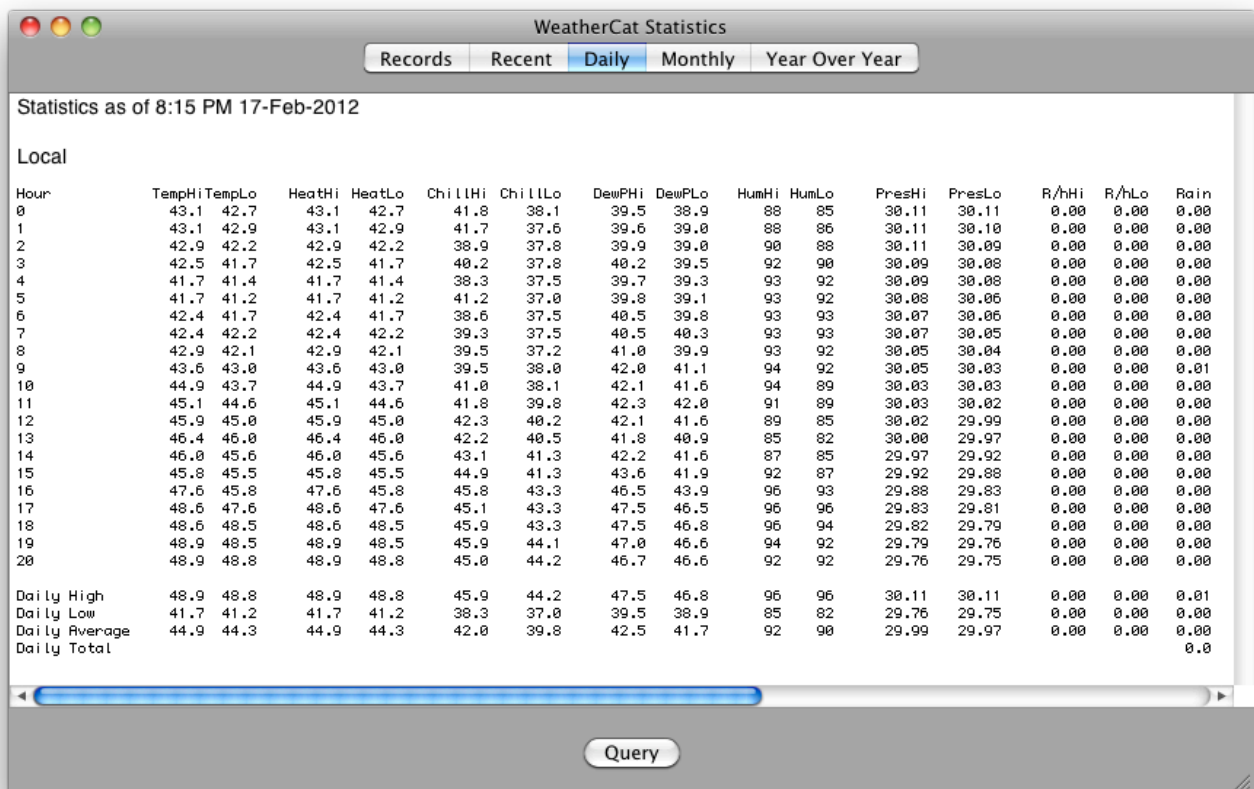 WeatherCat Statistics
Records Recent Daily Monthly Year Over Year
Statistics as of 8:15 PM 17-Feb-2012
Local
Hour TempHiTempLo HeatHi HeatLo ChillHi ChillLo DewPHi DewPLo HumHi HumLo PresHi PresLo R/hHi R/hLo Rain
0 43.1 42.7 43.1 42.7 41.8 38.1 39.5 38.9 88 85 30.11 30.11 0.00 0.00 0.00
1 43.1 42.9 43.1 42.9 41.7 37.6 39.6 39.0 88 86 30.11 30.10 0.00 0.00 0.00
2 42.9 42.2 42.9 42.2 38.9 37.8 39.9 39.0 90 88 30.11 30.09 0.00 0.00 0.00
3 42.5 41.7 42.5 41.7 40.2 37.8 40.2 39.5 92 90 30.09 30.08 0.00 0.00 0.00
4 41.7 41.4 41.7 41.4 38.3 37.5 39.7 39.3 93 92 30.09 30.08 0.00 0.00 0.00
5 41.7 41.2 41.7 41.2 41.2 37.0 39.8 39.1 93 92 30.08 30.06 0.00 0.00 0.00
6 42.4 41.7 42.4 41.7 38.6 37.5 40.5 39.8 93 93 30.07 30.06 0.00 0.00 0.00
7 42.4 42.2 42.4 42.2 39.3 37.5 40.5 40.3 93 93 30.07 30.05 0.00 0.00 0.00
8 42.9 42.1 42.9 42.1 39.5 37.2 41.0 39.9 93 92 30.05 30.04 0.00 0.00 0.00
9 43.6 43.0 43.6 43.0 39.5 38.0 42.0 41.1 94 92 30.05 30.03 0.00 0.00 0.01
10 44.9 43.7 44.9 43.7 41.0 38.1 42.1 41.6 94 89 30.03 30.03 0.00 0.00 0.00
11 45.1 44.6 45.1 44.6 41.8 39.8 42.3 42.0 91 89 30.03 30.02 0.00 0.00 0.00
12 45.9 45.0 45.9 45.0 42.3 40.2 42.1 41.6 89 85 30.02 29.99 0.00 0.00 0.00
13 46.4 46.0 46.4 46.0 42.2 40.5 41.8 40.9 85 82 30.00 29.97 0.00 0.00 0.00
14 46.0 45.6 46.0 45.6 43.1 41.3 42.2 41.6 87 85 29.97 29.92 0.00 0.00 0.00
15 45.8 45.5 45.8 45.5 44.9 41.3 43.6 41.9 92 87 29.92 29.88 0.00 0.00 0.00
16 47.6 45.8 47.6 45.8 45.8 43.3 46.5 43.9 96 93 29.88 29.83 0.00 0.00 0.00
17 48.6 47.6 48.6 47.6 45.1 43.3 47.5 46.5 96 96 29.83 29.81 0.00 0.00 0.00
18 48.6 48.5 48.6 48.5 45.9 43.3 47.5 46.8 96 94 29.82 29.79 0.00 0.00 0.00
19 48.9 48.5 48.9 48.5 45.9 44.1 47.0 46.6 94 92 29.79 29.76 0.00 0.00 0.00
20 48.9 48.8 48.9 48.8 45.0 44.2 46.7 46.6 92 92 29.76 29.75 0.00 0.00 0.00
Daily High 48.9 48.8 48.9 48.8 45.9 44.2 47.5 46.8 96 96 30.11 30.11 0.00 0.00 0.01
Daily Low 41.7 41.2 41.7 41.2 38.3 37.0 39.5 38.9 85 82 29.76 29.75 0.00 0.00 0.00
Daily Average 44.9 44.3 44.9 44.3 42.0 39.8 42.5 41.7 92 90 29.99 29.97 0.00 0.00 0.00
Daily Total 0.0
Query